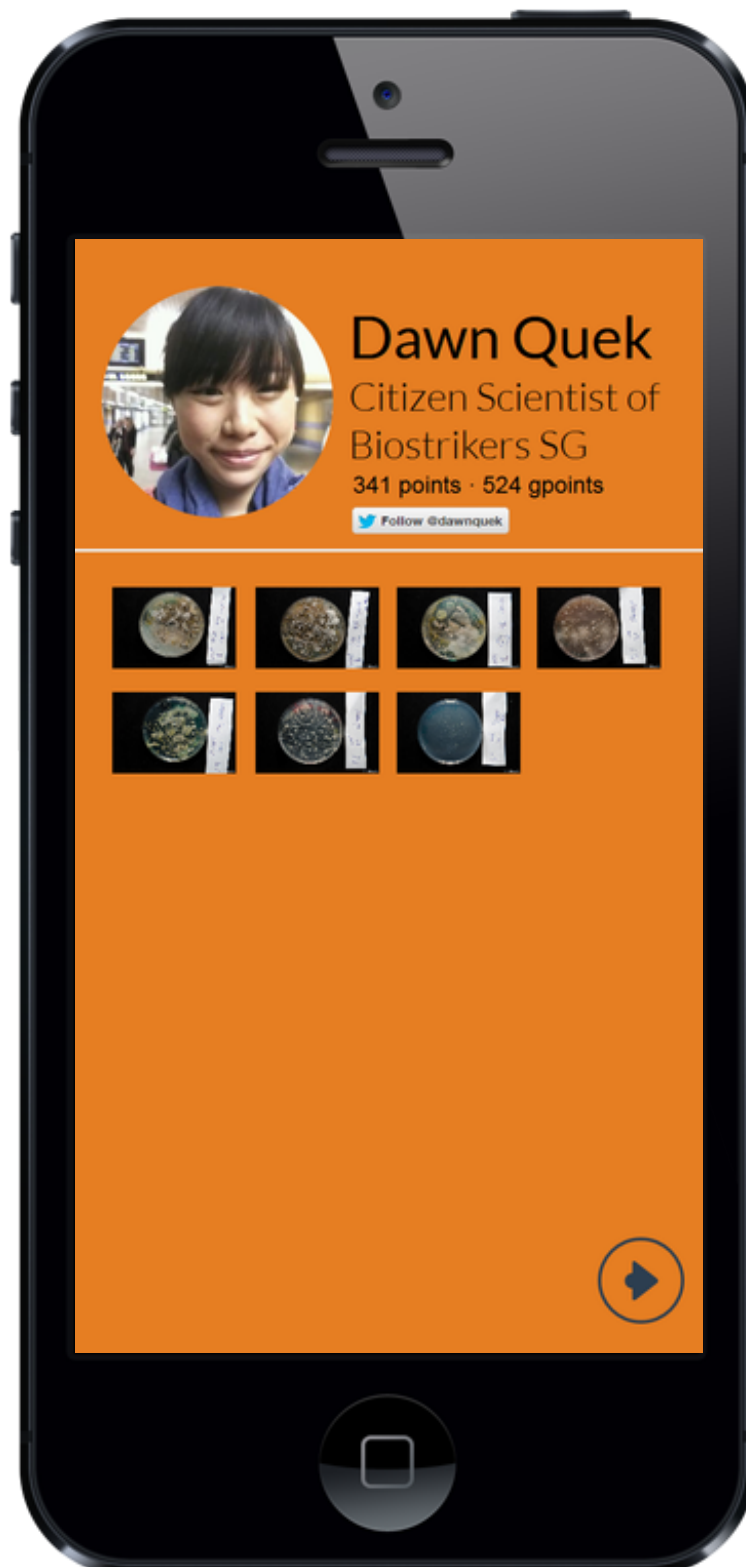 Dawn Quek
Citizen Scientist of
Biostrikers SG
341 points · 524 gpoints
Follow @dawnquek